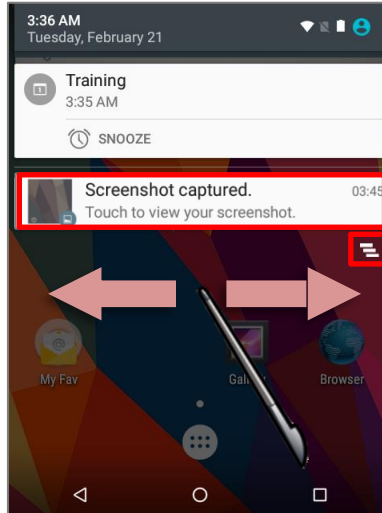 3:36 AM
Tuesday, February 21
Training
3:35 AM
SNOOZE
Screenshot captured. 03:45
Touch to view your screenshot.
My Fav Browser